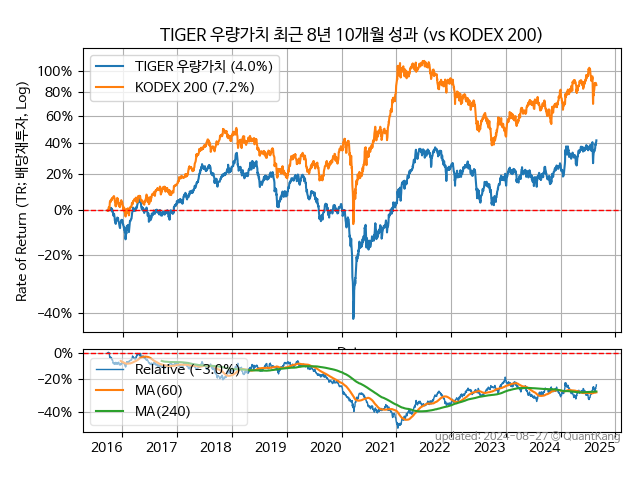 TIGER 우량가치 최근 8년 10개월 성과 (vs KODEX 200)
Rate of Return (TR: 배당재투자, Log)
100%
80%
60%
40%
20%
0%
−20%
−40%
TIGER 우량가치 (4.0%)
KODEX 200 (7.2%)
0%
−20%
−40%
Relative (−3.0%)
MA(60)
MA(240)
updated: 2024-08-27 © QuantKang
2016 2017 2018 2019 2020 2021 2022 2023 2024 2025